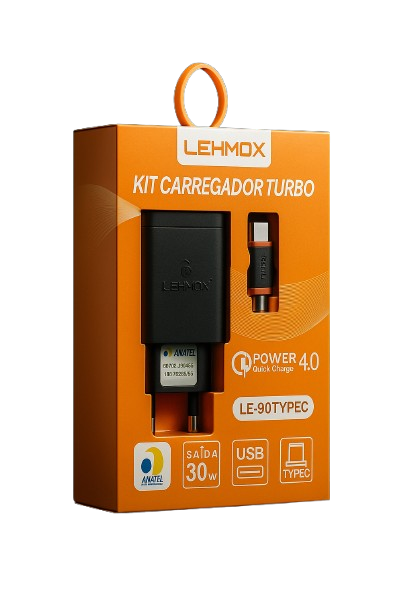 LEHMOX
KIT CARREGADOR TURBO
LEHMOX
ANATEL
POWER 4.0
Quick Charge
LE-90TYPEC
ANATEL
SAÍDA
30W
USB
TYPEC